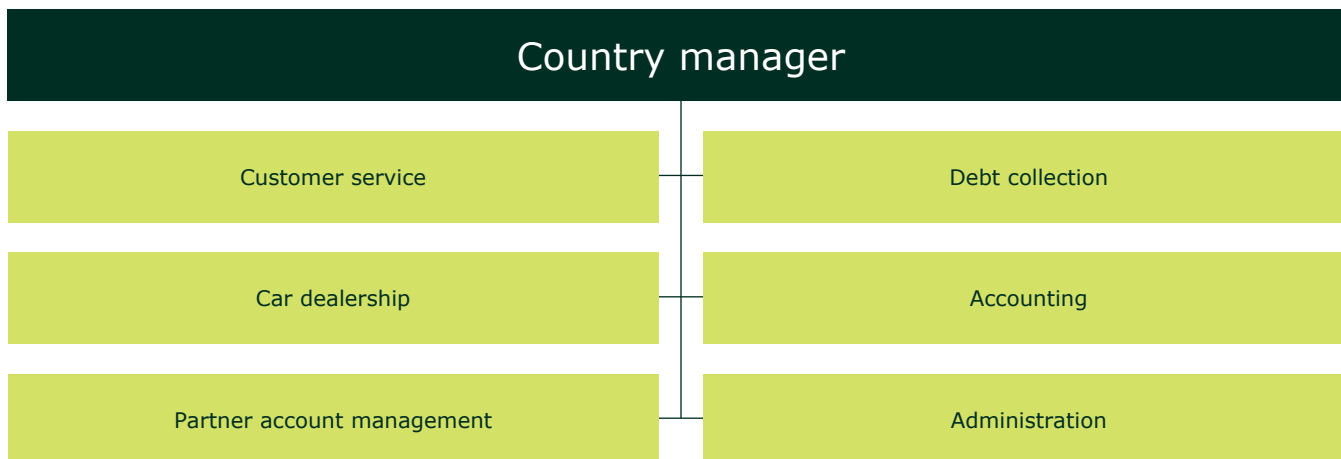 Country manager
Customer service
Debt collection
Car dealership
Accounting
Partner account management
Administration